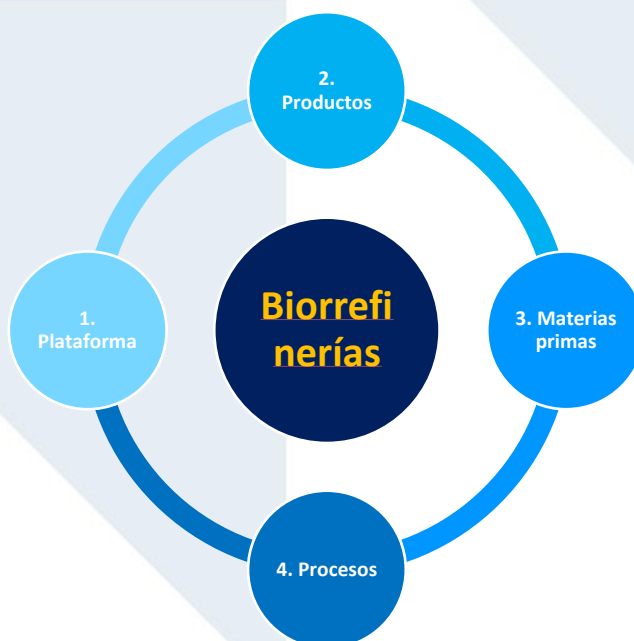 2.
Productos
1.
Plataforma
Biorrefi
nerías
3. Materias
primas
4. Procesos